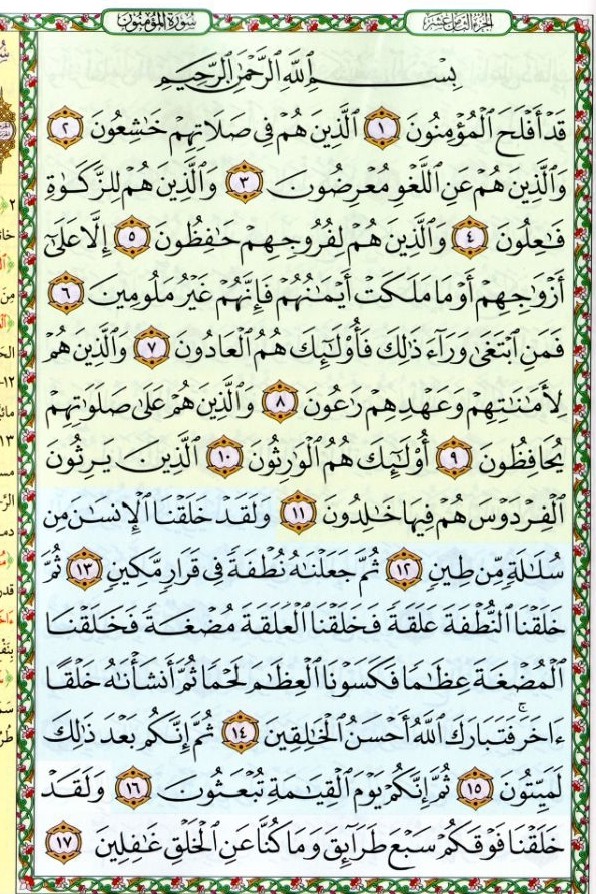 الجزء الثامن عشر
سورة المؤمنون
بِسْمِ ٱللَّهِ ٱلرَّحْمَٰنِ ٱلرَّحِيمِ
قَدْ أَفْلَحَ ٱلْمُؤْمِنُونَ ١ ٱلَّذِينَ هُمْ فِى صَلَاتِهِمْ خَٰشِعُونَ ٢
وَٱلَّذِينَ هُمْ عَنِ ٱللَّغْوِ مُعْرِضُونَ ٣ وَٱلَّذِينَ هُمْ لِلزَّكَوٰةِ
فَٰعِلُونَ ٤ وَٱلَّذِينَ هُمْ لِفُرُوجِهِمْ حَٰفِظُونَ ٥ إِلَّا عَلَىٰٓ
أَزْوَٰجِهِمْ أَوْ مَا مَلَكَتْ أَيْمَٰنُهُمْ فَإِنَّهُمْ غَيْرُ مَلُومِينَ ٦
فَمَنِ ٱبْتَغَىٰ وَرَآءَ ذَٰلِكَ فَأُو۟لَٰٓئِكَ هُمُ ٱلْعَادُونَ ٧ وَٱلَّذِينَ هُمْ
لِأَمَٰنَٰتِهِمْ وَعَهْدِهِمْ رَٰعُونَ ٨ وَٱلَّذِينَ هُمْ عَلَىٰ صَلَوَٰتِهِمْ
يُحَافِظُونَ ٩ أُو۟لَٰٓئِكَ هُمُ ٱلْوَٰرِثُونَ ١٠ ٱلَّذِينَ يَرِثُونَ
ٱلْفِرْدَوْسَ هُمْ فِيهَا خَٰلِدُونَ ١١ وَلَقَدْ خَلَقْنَا ٱلْإِنسَٰنَ مِن
سُلَٰلَةٍ مِّن طِينٍ ١٢ ثُمَّ جَعَلْنَٰهُ نُطْفَةً فِى قَرَارٍ مَّكِينٍ ١٣ ثُمَّ
خَلَقْنَا ٱلنُّطْفَةَ عَلَقَةً فَخَلَقْنَا ٱلْعَلَقَةَ مُضْغَةً فَخَلَقْنَا
ٱلْمُضْغَةَ عِظَٰمًا فَكَسَوْنَا ٱلْعِظَٰمَ لَحْمًا ثُمَّ أَنشَأْنَٰهُ خَلْقًا
ءَاخَرَ ۚ فَتَبَارَكَ ٱللَّهُ أَحْسَنُ ٱلْخَٰلِقِينَ ١٤ ثُمَّ إِنَّكُم بَعْدَ ذَٰلِكَ
لَمَيِّتُونَ ١٥ ثُمَّ إِنَّكُمْ يَوْمَ ٱلْقِيَٰمَةِ تُبْعَثُونَ ١٦ وَلَقَدْ
خَلَقْنَا فَوْقَكُمْ سَبْعَ طَرَآئِقَ وَمَا كُنَّا عَنِ ٱلْخَلْقِ غَٰفِلِينَ ١٧